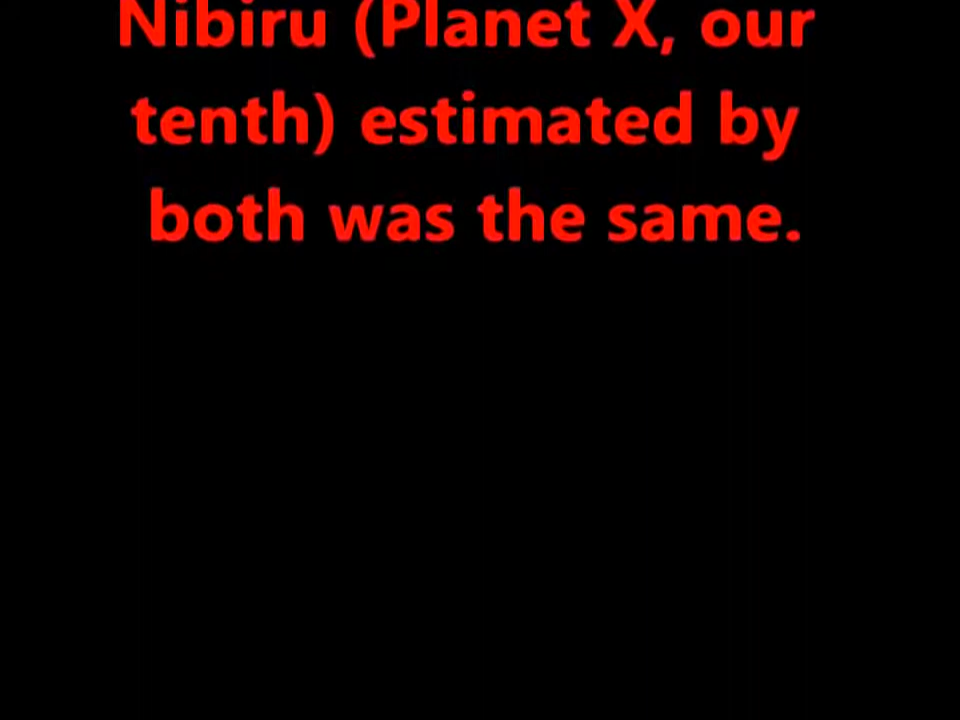 Nibiru (Planet X, our
tenth) estimated by
both was the same.